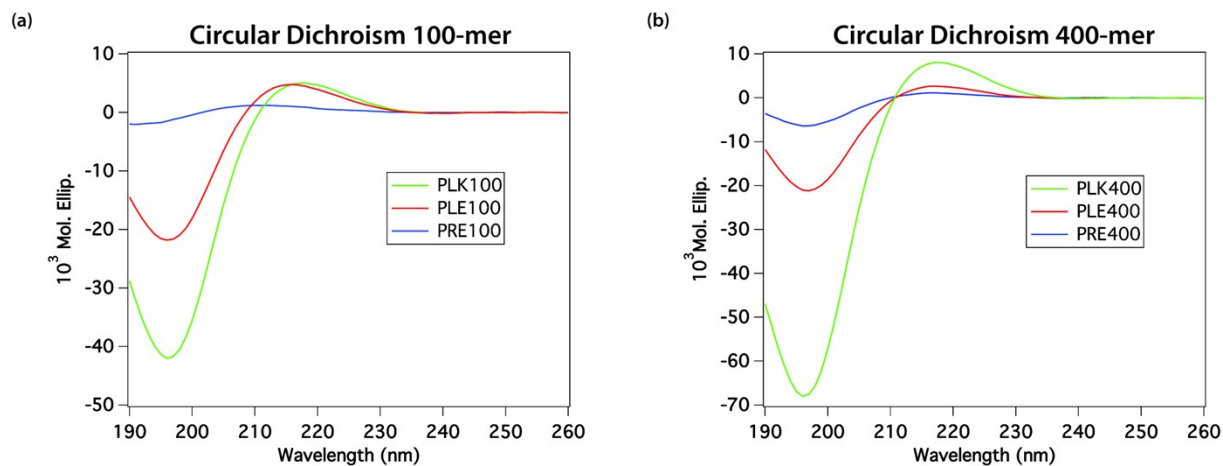 (a)
Circular Dichroism 100-mer
10
0
-10
-20
-30
-40
-50
10³ Mol. Ellip.
PLK100
PLE100
PRE100
190 200 210 220 230 240 250 260
Wavelength (nm)
(b)
Circular Dichroism 400-mer
10
0
-10
-20
-30
-40
-50
-60
-70
10³ Mol. Ellip.
PLK400
PLE400
PRE400
190 200 210 220 230 240 250 260
Wavelength (nm)